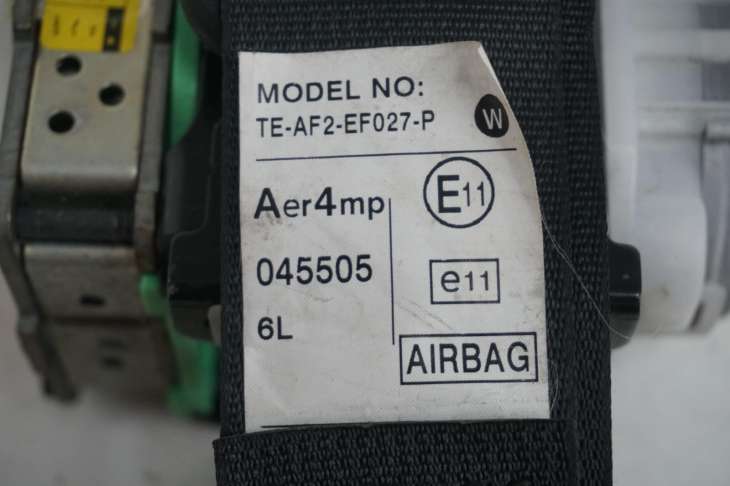 MODEL NO:
TE-AF2-EF027-P W
Aer4mp E11
045505 e11
6L AIRBAG